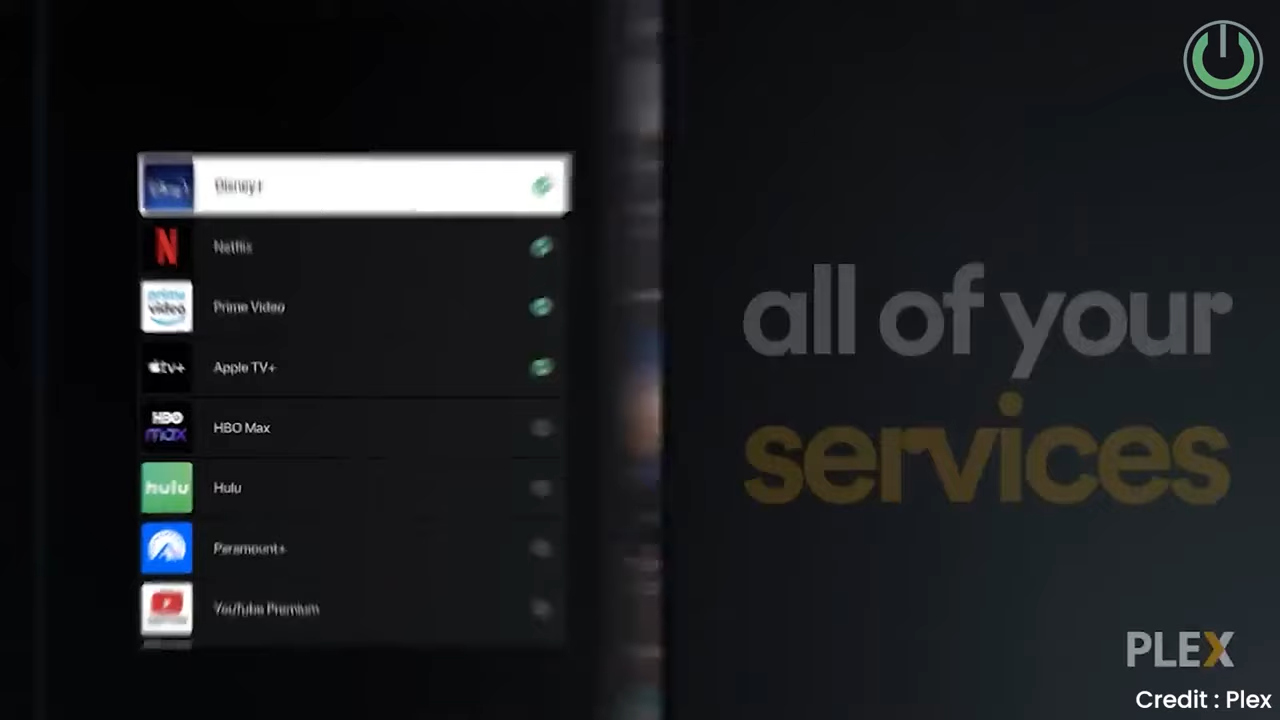 Disney+
Netflix
prime
video
Prime Video
tv+
Apple TV+
HBO
max
HBO Max
hulu
Hulu
Paramount+
YouTube Premium
all of your
services
PLEX
Credit : Plex